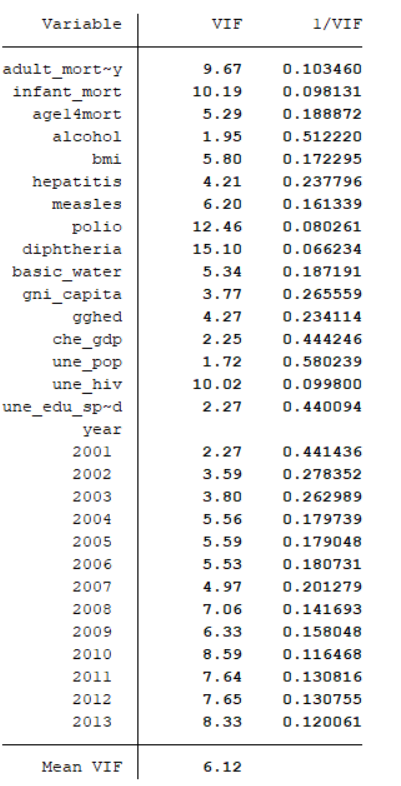 Variable VIF 1/VIF
adult_mort~y 9.67 0.103460
infant_mort 10.19 0.098131
age14mort 5.29 0.188872
alcohol 1.95 0.512220
bmi 5.80 0.172295
hepatitis 4.21 0.237796
measles 6.20 0.161339
polio 12.46 0.080261
diphtheria 15.10 0.066234
basic_water 5.34 0.187191
gni_capita 3.77 0.265559
gghed 4.27 0.234114
che_gdp 2.25 0.444246
une_pop 1.72 0.580239
une_hiv 10.02 0.099800
une_edu_sp~d 2.27 0.440094
year
2001 2.27 0.441436
2002 3.59 0.278352
2003 3.80 0.262989
2004 5.56 0.179739
2005 5.59 0.179048
2006 5.53 0.180731
2007 4.97 0.201279
2008 7.06 0.141693
2009 6.33 0.158048
2010 8.59 0.116468
2011 7.64 0.130816
2012 7.65 0.130755
2013 8.33 0.120061
Mean VIF 6.12